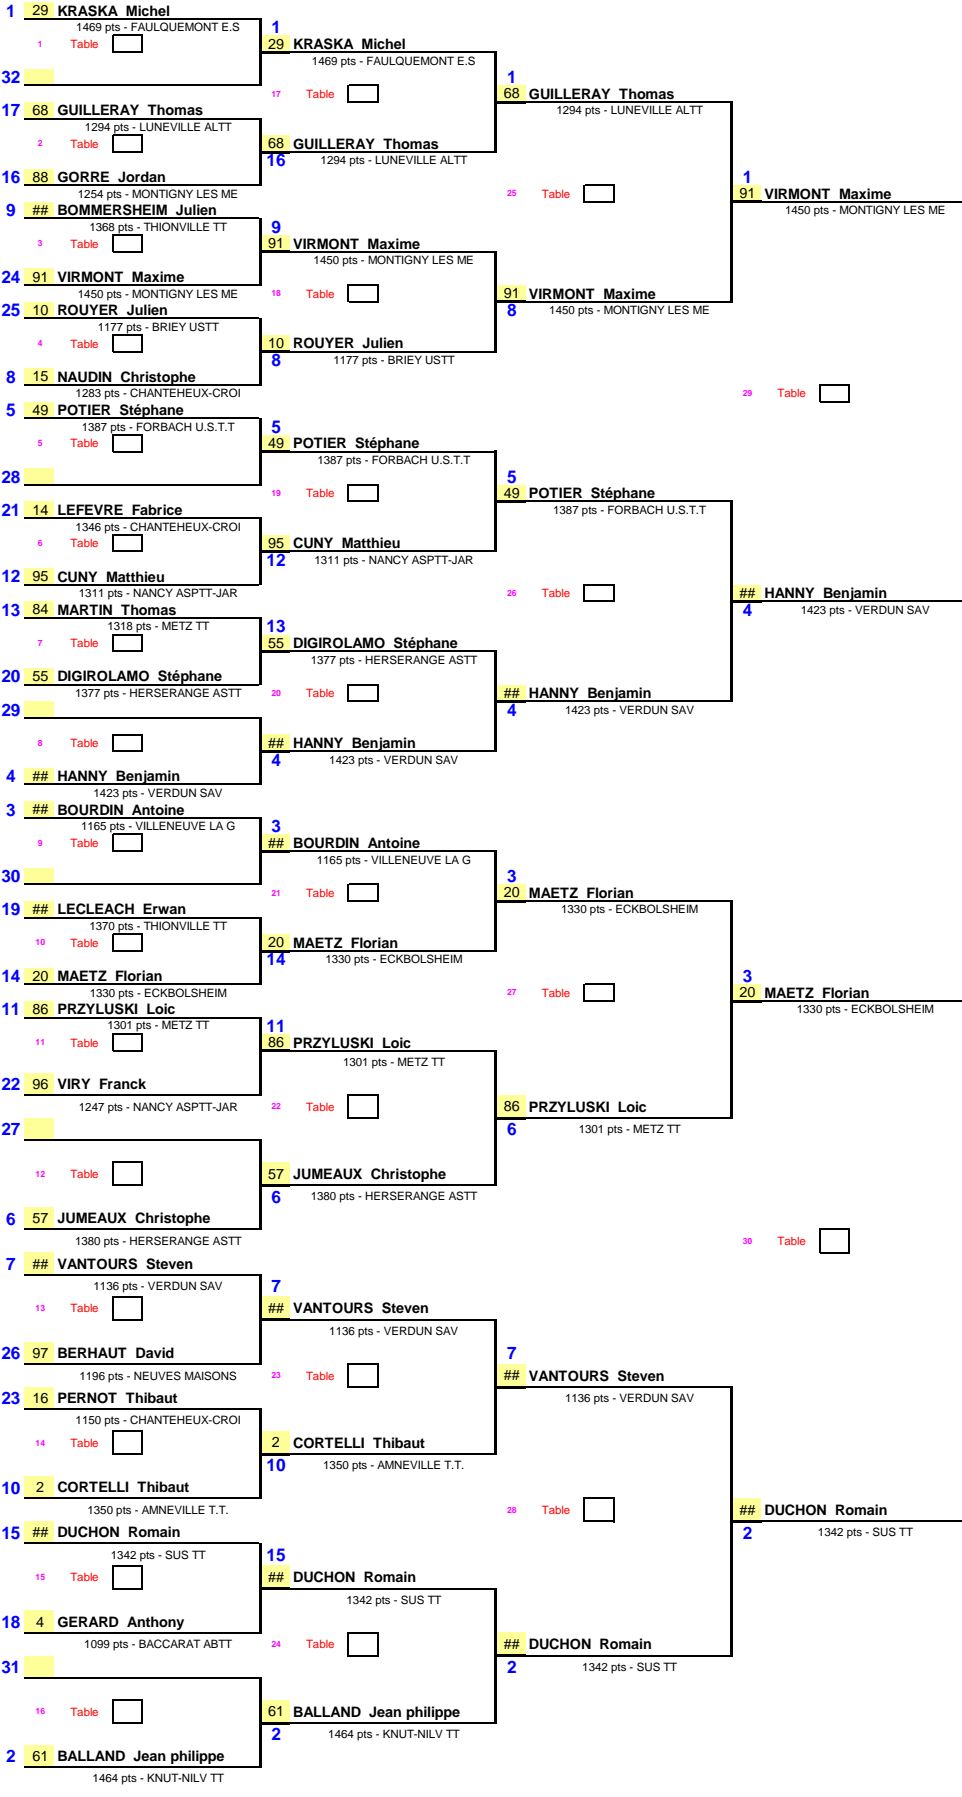 1 29 KRASKA Michel
1469 pts - FAULQUEMONT E.S
1 Table
32
17 68 GUILLERAY Thomas
1294 pts - LUNEVILLE ALTT
2 Table
16 88 GORRE Jordan
1254 pts - MONTIGNY LES ME
9 ## BOMMERSHEIM Julien
1368 pts - THIONVILLE TT
3 Table
24 91 VIRMONT Maxime
1450 pts - MONTIGNY LES ME
25 10 ROUYER Julien
1177 pts - BRIEY USTT
4 Table
8 15 NAUDIN Christophe
1283 pts - CHANTEHEUX-CROI
5 49 POTIER Stéphane
1387 pts - FORBACH U.S.T.T
5 Table
28
21 14 LEFEVRE Fabrice
1346 pts - CHANTEHEUX-CROI
6 Table
12 95 CUNY Matthieu
1311 pts - NANCY ASPTT-JAR
13 84 MARTIN Thomas
1318 pts - METZ TT
7 Table
20 55 DIGIROLAMO Stéphane
1377 pts - HERSERANGE ASTT
29
8 Table
4 ## HANNY Benjamin
1423 pts - VERDUN SAV
3 ## BOURDIN Antoine
1165 pts - VILLENEUVE LA G
9 Table
30
19 ## LECLEACH Erwan
1370 pts - THIONVILLE TT
10 Table
14 20 MAETZ Florian
1330 pts - ECKBOLSHEIM
11 86 PRZYLUSKI Loic
1301 pts - METZ TT
11 Table
22 96 VIRY Franck
1247 pts - NANCY ASPTT-JAR
27
12 Table
6 57 JUMEAUX Christophe
1380 pts - HERSERANGE ASTT
7 ## VANTOURS Steven
1136 pts - VERDUN SAV
13 Table
26 97 BERHAUT David
1196 pts - NEUVES MAISONS
23 16 PERNOT Thibaut
1150 pts - CHANTEHEUX-CROI
14 Table
10 2 CORTELLI Thibaut
1350 pts - AMNEVILLE T.T.
15 ## DUCHON Romain
1342 pts - SUS TT
15 Table
18 4 GERARD Anthony
1099 pts - BACCARAT ABTT
31
16 Table
2 61 BALLAND Jean philippe
1464 pts - KNUT-NILV TT
1
29 KRASKA Michel
1469 pts - FAULQUEMONT E.S
17 Table
68 GUILLERAY Thomas
16 1294 pts - LUNEVILLE ALTT
9
91 VIRMONT Maxime
1450 pts - MONTIGNY LES ME
18 Table
10 ROUYER Julien
8 1177 pts - BRIEY USTT
5
49 POTIER Stéphane
1387 pts - FORBACH U.S.T.T
19 Table
95 CUNY Matthieu
12 1311 pts - NANCY ASPTT-JAR
13
55 DIGIROLAMO Stéphane
1377 pts - HERSERANGE ASTT
20 Table
## HANNY Benjamin
4 1423 pts - VERDUN SAV
3
## BOURDIN Antoine
1165 pts - VILLENEUVE LA G
21 Table
20 MAETZ Florian
14 1330 pts - ECKBOLSHEIM
11
86 PRZYLUSKI Loic
1301 pts - METZ TT
22 Table
57 JUMEAUX Christophe
6 1380 pts - HERSERANGE ASTT
7
## VANTOURS Steven
1136 pts - VERDUN SAV
23 Table
2 CORTELLI Thibaut
10 1350 pts - AMNEVILLE T.T.
15
## DUCHON Romain
1342 pts - SUS TT
24 Table
61 BALLAND Jean philippe
2 1464 pts - KNUT-NILV TT
1
68 GUILLERAY Thomas
1294 pts - LUNEVILLE ALTT
25 Table
91 VIRMONT Maxime
8 1450 pts - MONTIGNY LES ME
5
49 POTIER Stéphane
1387 pts - FORBACH U.S.T.T
26 Table
## HANNY Benjamin
4 1423 pts - VERDUN SAV
3
20 MAETZ Florian
1330 pts - ECKBOLSHEIM
27 Table
86 PRZYLUSKI Loic
6 1301 pts - METZ TT
7
## VANTOURS Steven
1136 pts - VERDUN SAV
28 Table
## DUCHON Romain
2 1342 pts - SUS TT
1
91 VIRMONT Maxime
1450 pts - MONTIGNY LES ME
29 Table
## HANNY Benjamin
4 1423 pts - VERDUN SAV
3
20 MAETZ Florian
1330 pts - ECKBOLSHEIM
30 Table
## DUCHON Romain
2 1342 pts - SUS TT